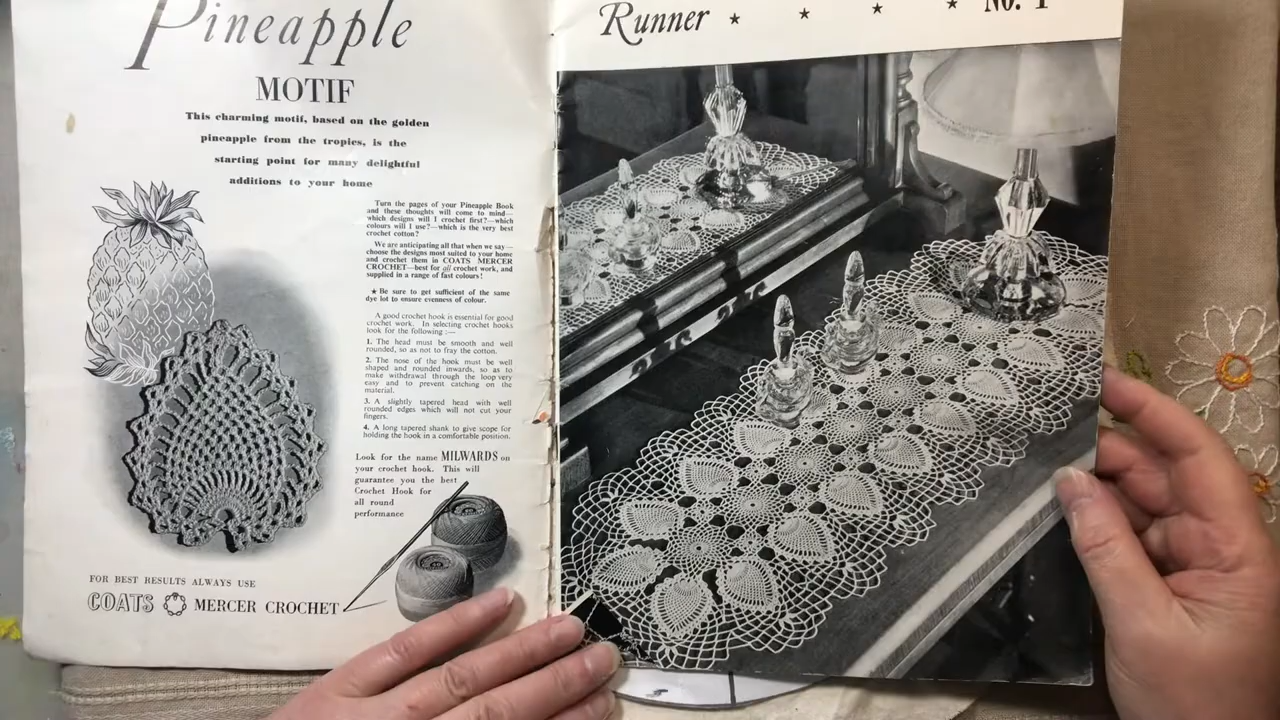 Pineapple
MOTIF
This charming motif, based on the golden
pineapple from the tropics, is the
starting point for many delightful
additions to your home
Turn the pages of your Pineapple Book
and these thoughts will come to mind—
which designs will I crochet first?—which
colours will I use?—which is the very best
crochet cotton?
We are anticipating all that when we say—
choose the designs most suited to your home
and crochet them in COATS MERCER
CROCHET—best for all crochet work, and
supplied in a range of fast colours!
★ Be sure to get sufficient of the same
dye lot to ensure evenness of colour.
A good crochet hook is essential for good
crochet work. In selecting crochet hooks
look for the following :—
1. The head must be smooth and well
rounded, so as not to fray the cotton.
2. The nose of the hook must be well
shaped and rounded inwards, so as to
make withdrawal through the loop very
easy and to prevent catching on the
material.
3. A slightly tapered head with well
rounded edges which will not cut your
fingers.
4. A long tapered shank to give scope for
holding the hook in a comfortable position.
Look for the name MILWARDS on
your crochet hook. This will
guarantee you the best
Crochet Hook for
all round
performance
FOR BEST RESULTS ALWAYS USE
COATS MERCER CROCHET
Runner ★ ★ ★ ★ No. 1